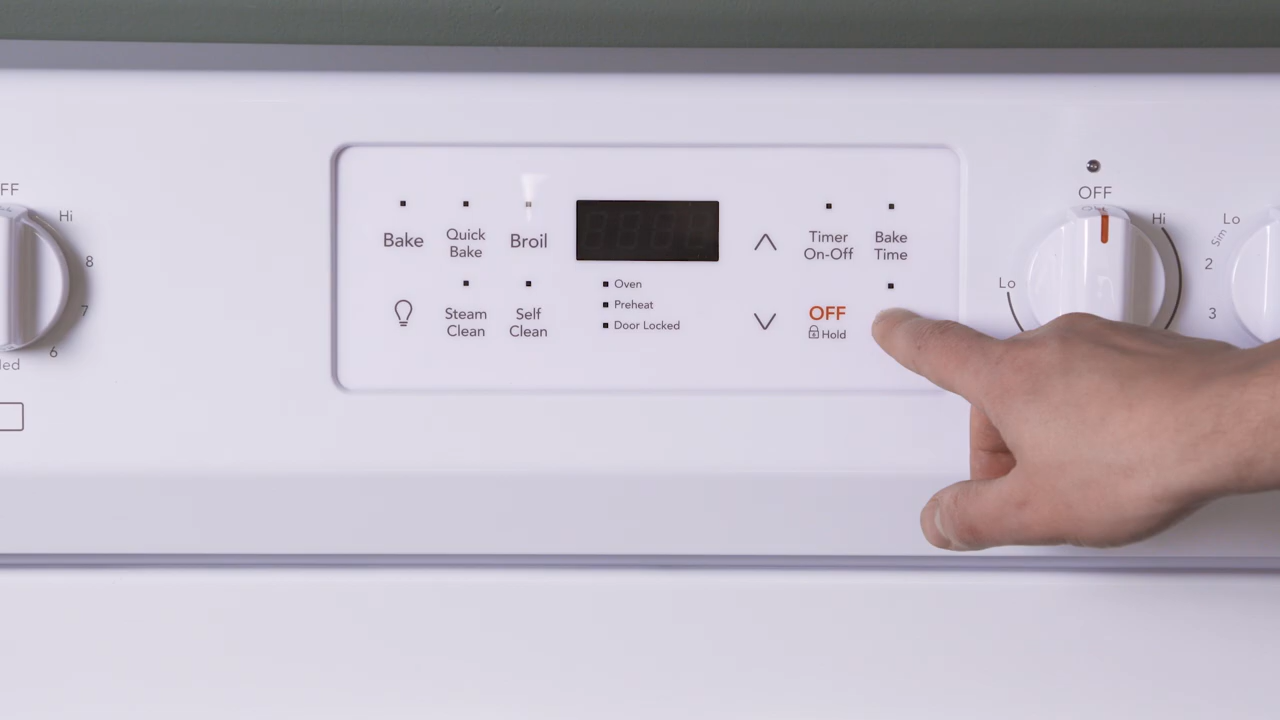 FF
Hi
8
7
6
led
Bake
Quick
Bake
Broil
Steam
Clean
Self
Clean
Oven
Preheat
Door Locked
Timer
On-Off
Bake
Time
OFF
Hold
OFF
Hi
Lo
Lo
Sim
2
3